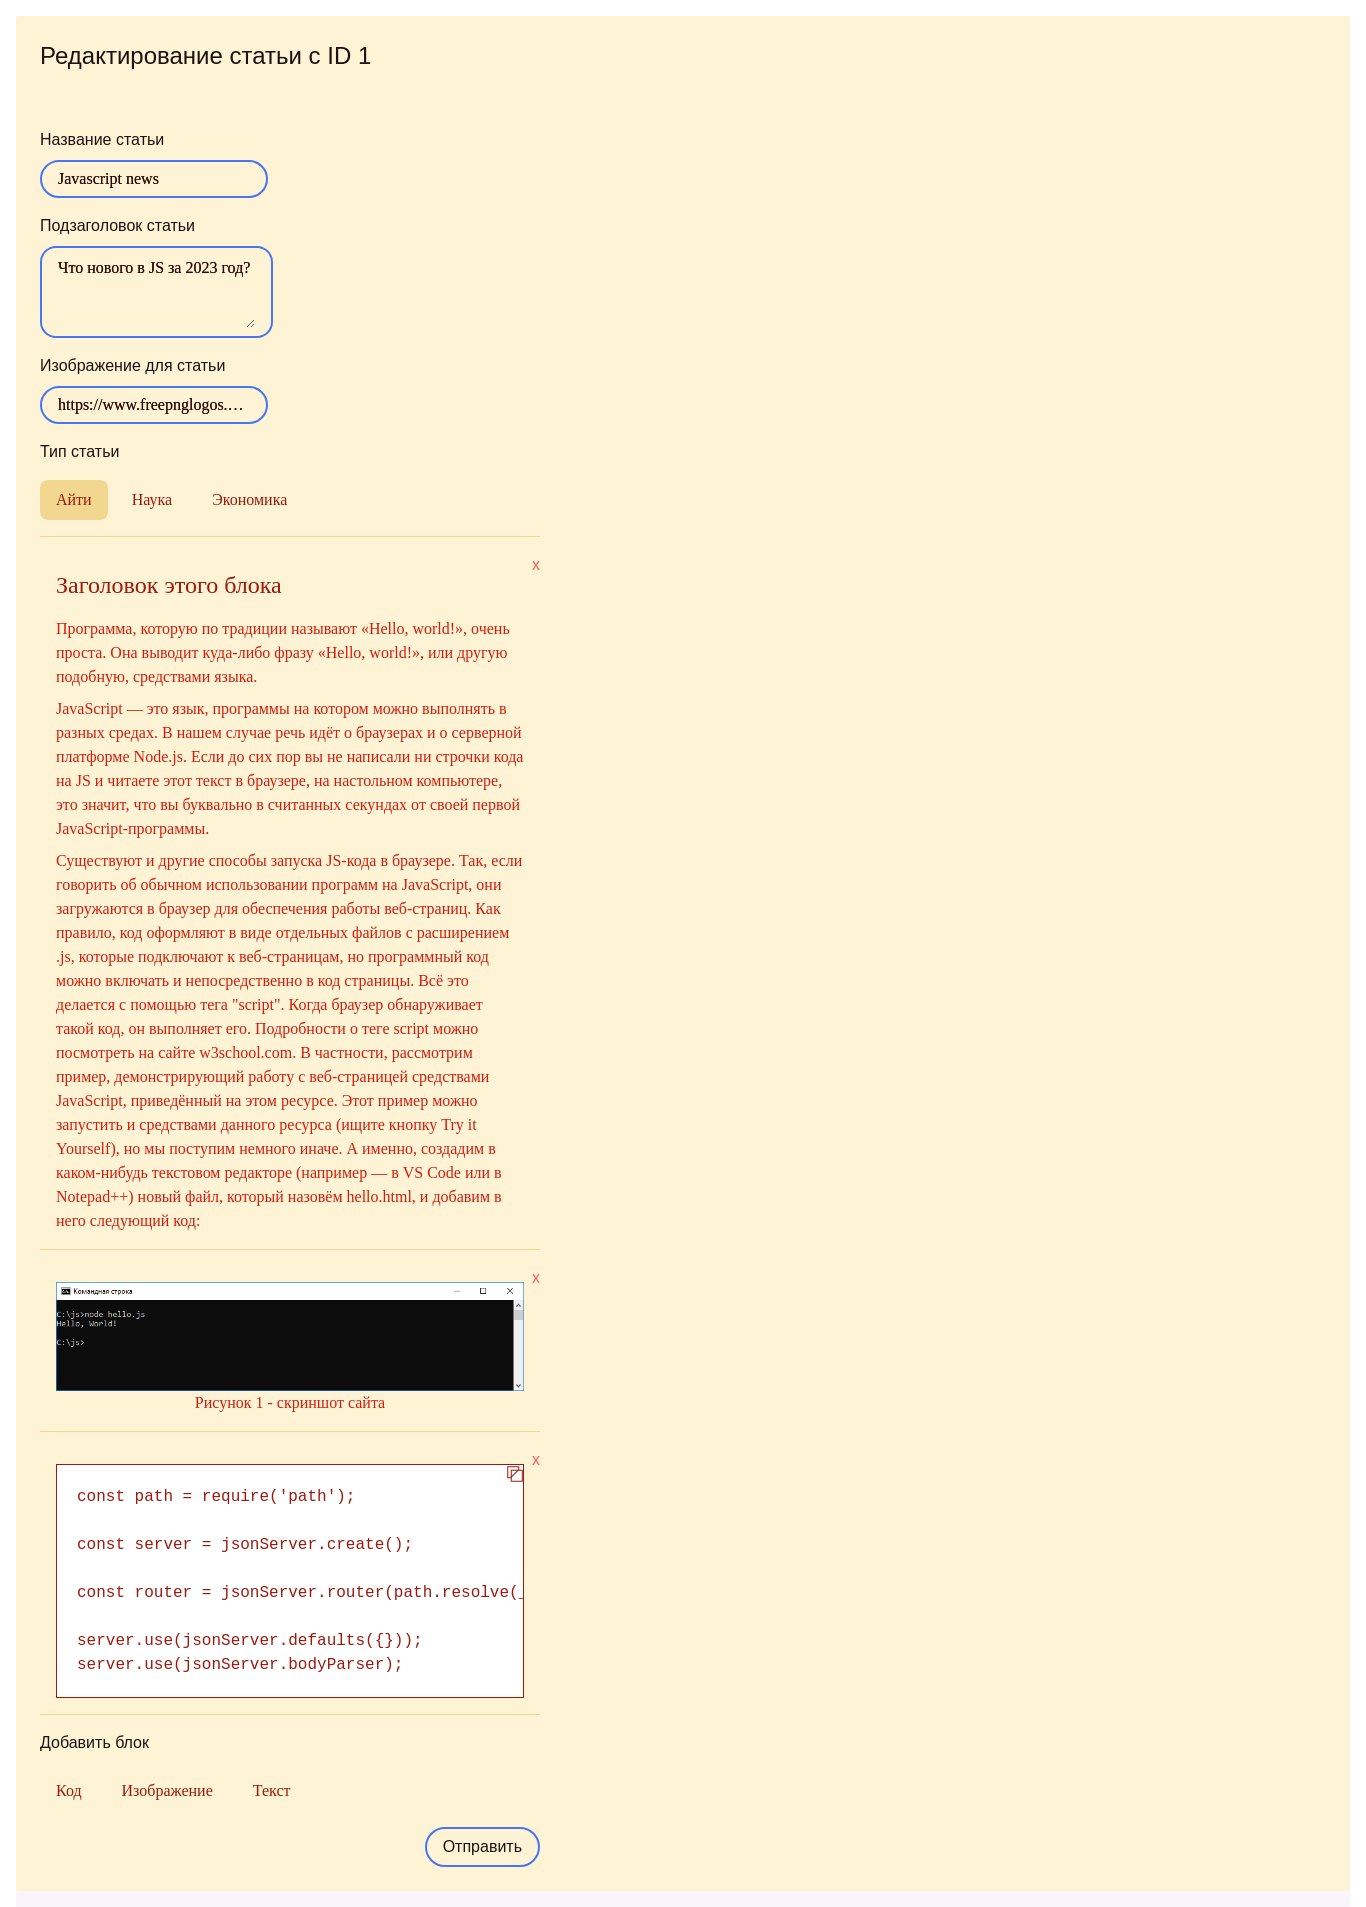 Редактирование статьи с ID 1
Название статьи
Javascript news
Подзаголовок статьи
Что нового в JS за 2023 год?
Изображение для статьи
https://www.freepnglogos.…
Тип статьи
Айти Наука Экономика
x
Заголовок этого блока
Программа, которую по традиции называют «Hello, world!», очень
проста. Она выводит куда-либо фразу «Hello, world!», или другую
подобную, средствами языка.
JavaScript — это язык, программы на котором можно выполнять в
разных средах. В нашем случае речь идёт о браузерах и о серверной
платформе Node.js. Если до сих пор вы не написали ни строчки кода
на JS и читаете этот текст в браузере, на настольном компьютере,
это значит, что вы буквально в считанных секундах от своей первой
JavaScript-программы.
Существуют и другие способы запуска JS-кода в браузере. Так, если
говорить об обычном использовании программ на JavaScript, они
загружаются в браузер для обеспечения работы веб-страниц. Как
правило, код оформляют в виде отдельных файлов с расширением
.js, которые подключают к веб-страницам, но программный код
можно включать и непосредственно в код страницы. Всё это
делается с помощью тега "script". Когда браузер обнаруживает
такой код, он выполняет его. Подробности о теге script можно
посмотреть на сайте w3school.com. В частности, рассмотрим
пример, демонстрирующий работу с веб-страницей средствами
JavaScript, приведённый на этом ресурсе. Этот пример можно
запустить и средствами данного ресурса (ищите кнопку Try it
Yourself), но мы поступим немного иначе. А именно, создадим в
каком-нибудь текстовом редакторе (например — в VS Code или в
Notepad++) новый файл, который назовём hello.html, и добавим в
него следующий код:
x
Командная строка
C:\js>node hello.js
Hello, World!
C:\js>
Рисунок 1 - скриншот сайта
x
const path = require('path');
const server = jsonServer.create();
const router = jsonServer.router(path.resolve(_
server.use(jsonServer.defaults({}));
server.use(jsonServer.bodyParser);
Добавить блок
Код Изображение Текст
Отправить